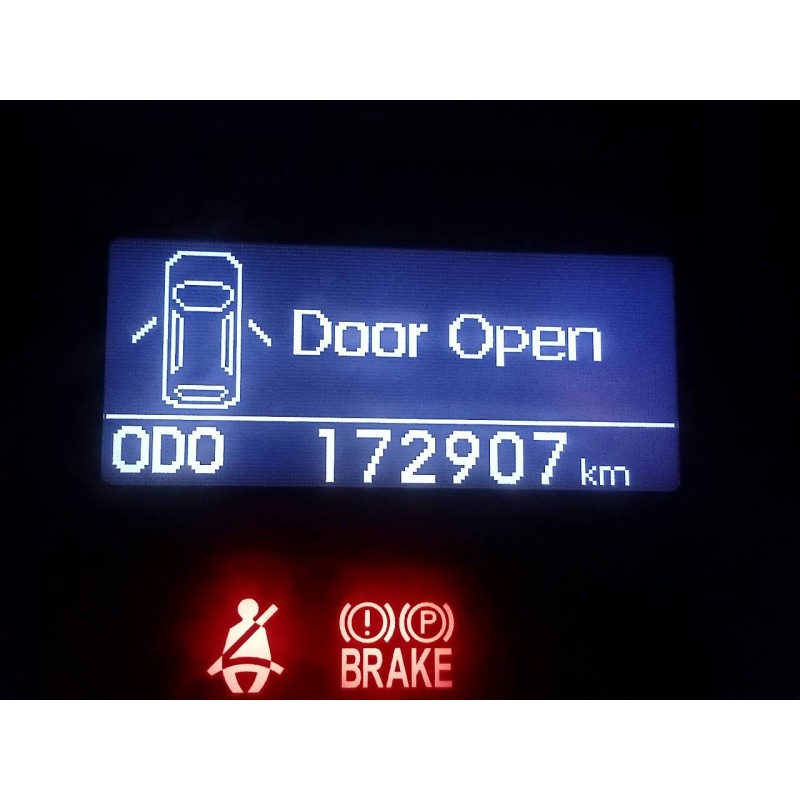 Door Open
ODO 172907 km
! P
BRAKE